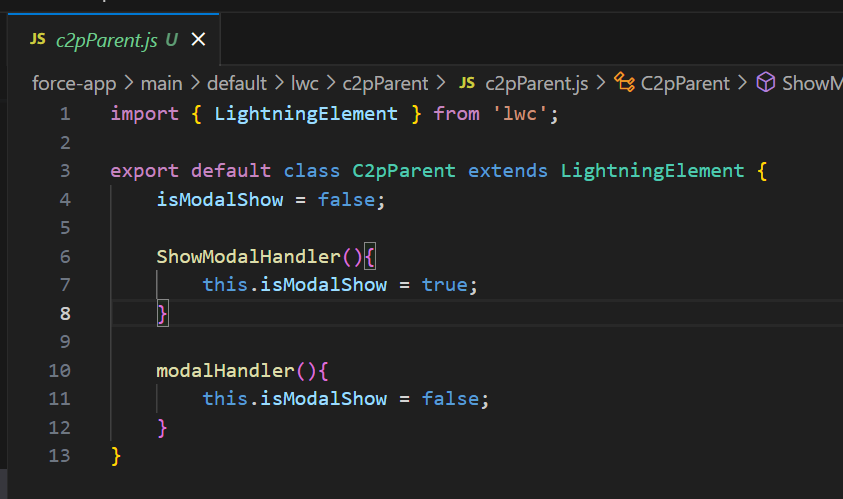 JS c2pParent.js U ×
force-app > main > default > lwc > c2pParent > JS c2pParent.js > C2pParent > ShowM
1 import { LightningElement } from 'lwc';
2
3 export default class C2pParent extends LightningElement {
4     isModalShow = false;
5
6     ShowModalHandler(){
7         this.isModalShow = true;
8     }
9
10     modalHandler(){
11         this.isModalShow = false;
12     }
13 }